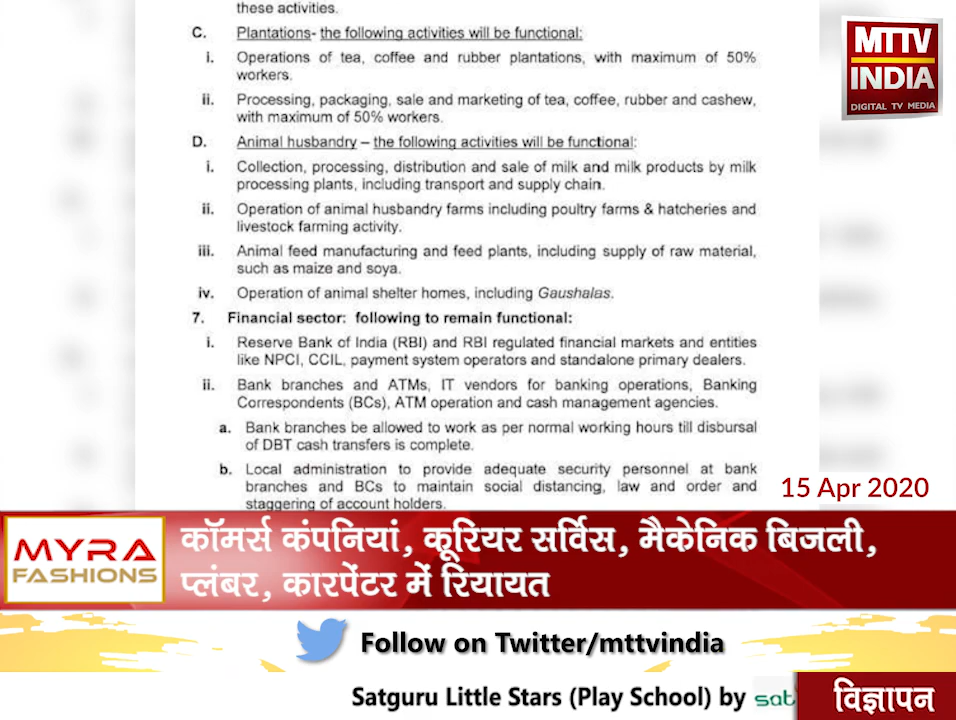 these activities.
C. Plantations- the following activities will be functional:
i. Operations of tea, coffee and rubber plantations, with maximum of 50%
workers.
ii. Processing, packaging, sale and marketing of tea, coffee, rubber and cashew,
with maximum of 50% workers.
D. Animal husbandry – the following activities will be functional:
i. Collection, processing, distribution and sale of milk and milk products by milk
processing plants, including transport and supply chain.
ii. Operation of animal husbandry farms including poultry farms & hatcheries and
livestock farming activity.
iii. Animal feed manufacturing and feed plants, including supply of raw material,
such as maize and soya.
iv. Operation of animal shelter homes, including Gaushalas.
7. Financial sector: following to remain functional:
i. Reserve Bank of India (RBI) and RBI regulated financial markets and entities
like NPCI, CCIL, payment system operators and standalone primary dealers.
ii. Bank branches and ATMs, IT vendors for banking operations, Banking
Correspondents (BCs), ATM operation and cash management agencies.
a. Bank branches be allowed to work as per normal working hours till disbursal
of DBT cash transfers is complete.
b. Local administration to provide adequate security personnel at bank
branches and BCs to maintain social distancing, law and order and
staggering of account holders.
MTTV
INDIA
DIGITAL TV MEDIA
15 Apr 2020
MYRA
FASHIONS
कॉमर्स कंपनियां, कूरियर सर्विस, मैकेनिक बिजली,
प्लंबर, कारपेंटर में रियायत
Follow on Twitter/mttvindia
Satguru Little Stars (Play School) by sat
विज्ञापन